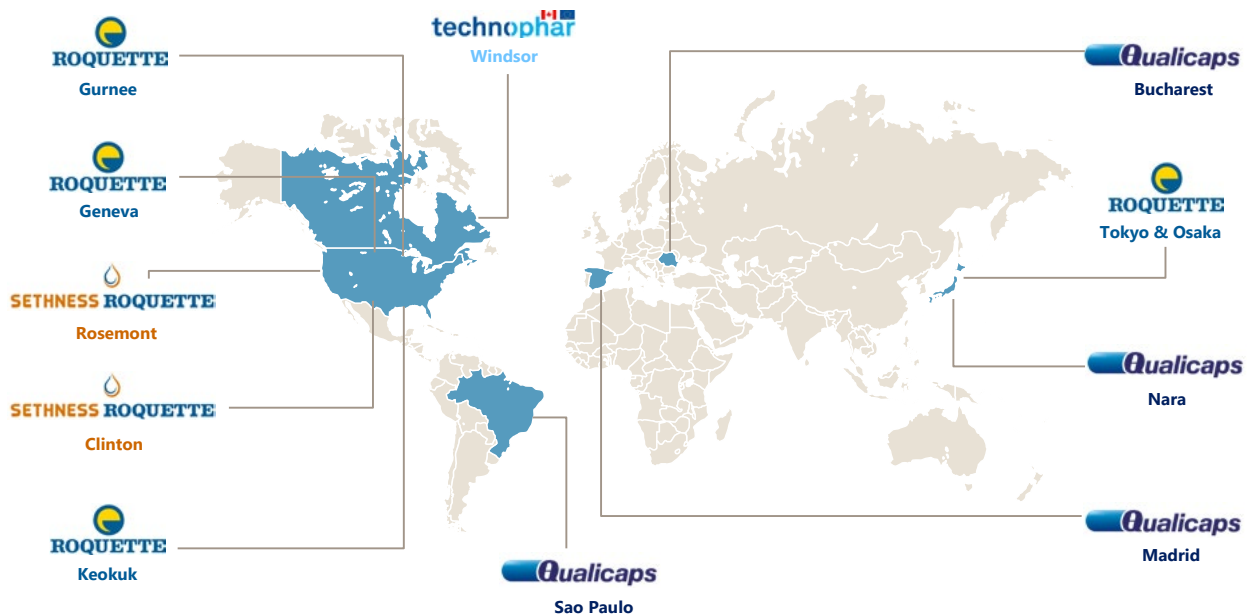 ROQUETTE
Gurnee
technophar
Windsor
Qualicaps
Bucharest
ROQUETTE
Geneva
ROQUETTE
Tokyo & Osaka
SETHNESS ROQUETTE
Rosemont
Qualicaps
Nara
SETHNESS ROQUETTE
Clinton
ROQUETTE
Keokuk
Qualicaps
Madrid
Qualicaps
Sao Paulo